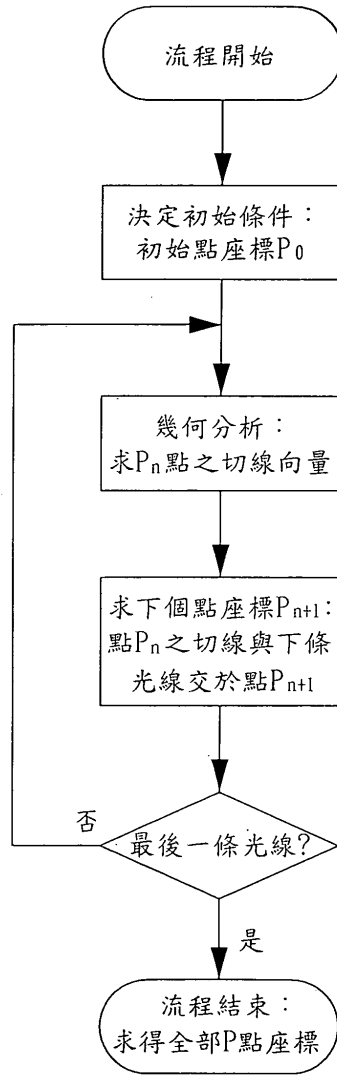 流程開始
決定初始條件：
初始點座標P0
幾何分析：
求Pn點之切線向量
求下個點座標Pn+1:
點Pn之切線與下條
光線交於點Pn+1
否
最後一條光線?
是
流程結束：
求得全部P點座標